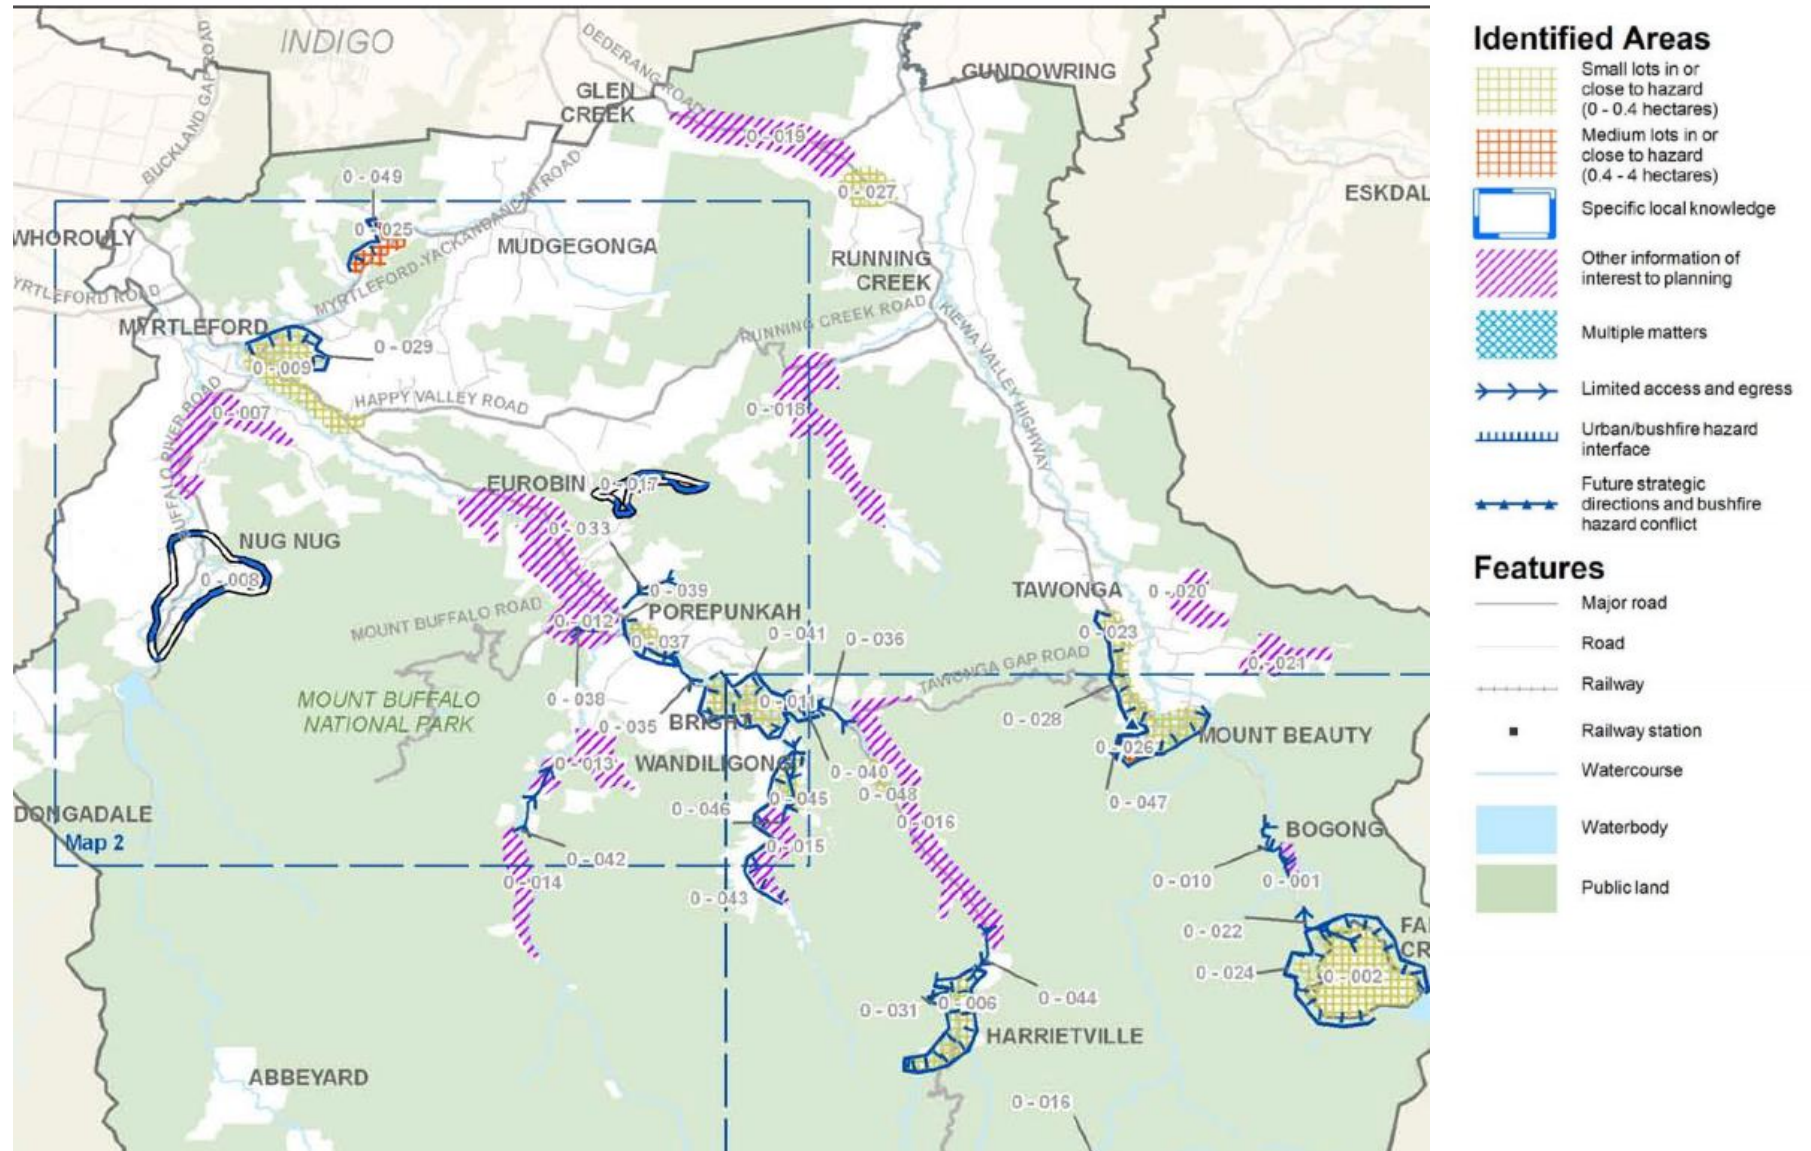 INDIGO
DEDERANG ROAD
GLEN
CREEK
GUNDOWRING
BUCKLAND GAP ROAD
0 - 019
0 - 049
0 - 027
ESKDAL
0 - 025
WHOROULY
MUDGEGONGA
MYRTLEFORD-YACKANDANDAH ROAD
RUNNING
CREEK
YRTLEFORD ROAD
MYRTLEFORD
RUNNING CREEK ROAD
KIEWA VALLEY HIGHWAY
0 - 029
0 - 009
HAPPY VALLEY ROAD
0 - 007
0 - 018
BUFFALO RIVER ROAD
EUROBIN
0 - 017
0 - 033
NUG NUG
0 - 008
TAWONGA
0 - 020
0 - 039
MOUNT BUFFALO ROAD
POREPUNKAH
0 - 012
0 - 037
0 - 041
0 - 036
0 - 023
0 - 021
TAWONGA GAP ROAD
MOUNT BUFFALO
NATIONAL PARK
0 - 038
0 - 011
0 - 035
BRIGHT
0 - 028
MOUNT BEAUTY
0 - 026
0 - 013
WANDILIGONG
0 - 040
0 - 048
0 - 045
0 - 046
0 - 047
0 - 016
DONGADALE
Map 2
BOGONG
0 - 015
0 - 042
0 - 014
0 - 043
0 - 010
0 - 001
0 - 022
FAL
CR
0 - 024
0 - 002
0 - 031
0 - 006
0 - 044
HARRIETVILLE
ABBEYARD
0 - 016
Identified Areas
Small lots in or
close to hazard
(0 - 0.4 hectares)
Medium lots in or
close to hazard
(0.4 - 4 hectares)
Specific local knowledge
Other information of
interest to planning
Multiple matters
Limited access and egress
Urban/bushfire hazard
interface
Future strategic
directions and bushfire
hazard conflict
Features
Major road
Road
Railway
Railway station
Watercourse
Waterbody
Public land